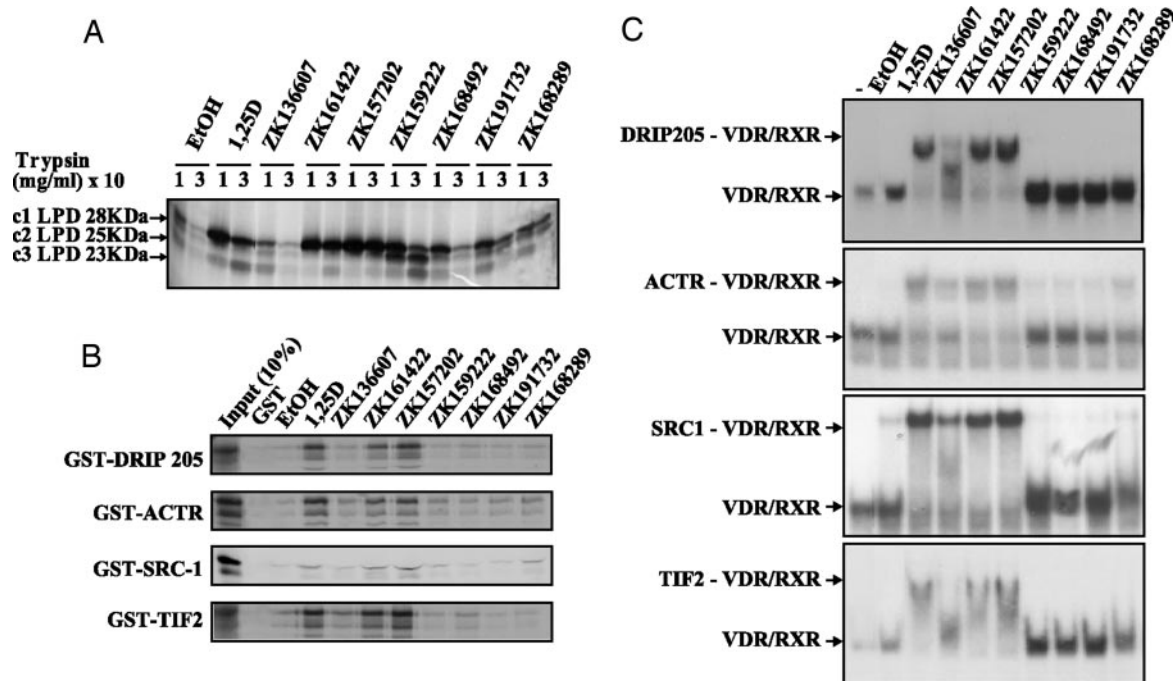 A
EtOH
1,25D
ZK136607
ZK161422
ZK157202
ZK159222
ZK168492
ZK191732
ZK168289
Trypsin
(mg/ml) x 10
1 3 1 3 1 3 1 3 1 3 1 3 1 3 1 3 1 3
c1 LPD 28KDa
c2 LPD 25KDa
c3 LPD 23KDa
B
Input (10%)
GST
EtOH
1,25D
ZK136607
ZK161422
ZK157202
ZK159222
ZK168492
ZK191732
ZK168289
GST-DRIP 205
GST-ACTR
GST-SRC-1
GST-TIF2
C
-
EtOH
1,25D
ZK136607
ZK161422
ZK157202
ZK159222
ZK168492
ZK191732
ZK168289
DRIP205 - VDR/RXR
VDR/RXR
ACTR - VDR/RXR
VDR/RXR
SRC1 - VDR/RXR
VDR/RXR
TIF2 - VDR/RXR
VDR/RXR